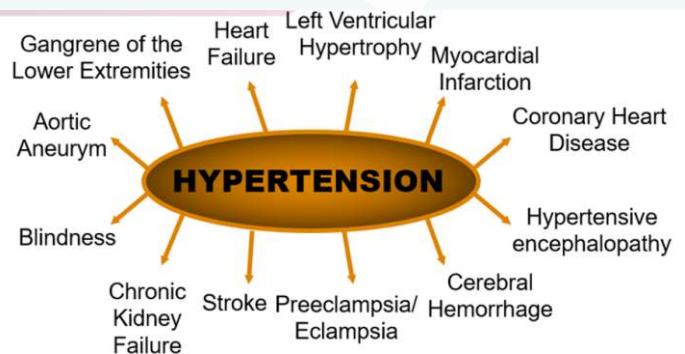 Gangrene of the
Lower Extremities
Heart
Failure
Left Ventricular
Hypertrophy
Myocardial
Infarction
Aortic
Aneurym
Coronary Heart
Disease
HYPERTENSION
Blindness
Hypertensive
encephalopathy
Chronic
Kidney
Failure
Stroke
Preeclampsia/
Eclampsia
Cerebral
Hemorrhage